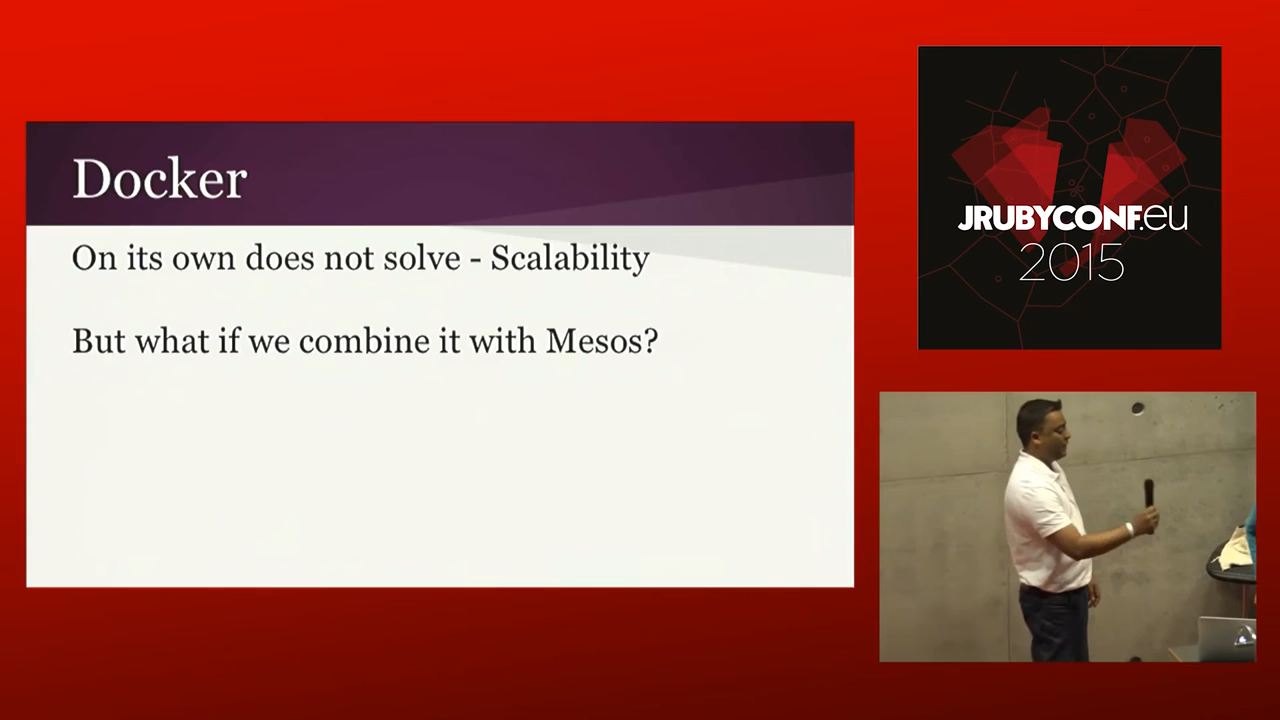 Docker
On its own does not solve - Scalability
But what if we combine it with Mesos?
JRUBYCONF.eu
2015